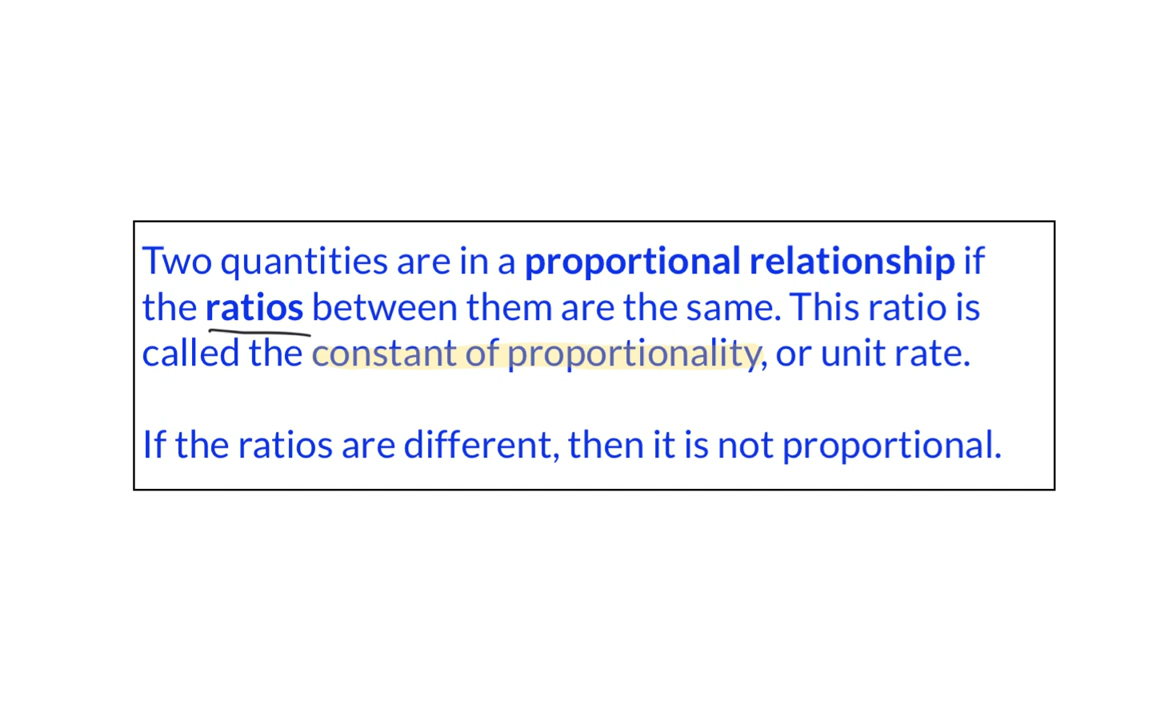 Two quantities are in a proportional relationship if
the ratios between them are the same. This ratio is
called the constant of proportionality, or unit rate.
If the ratios are different, then it is not proportional.